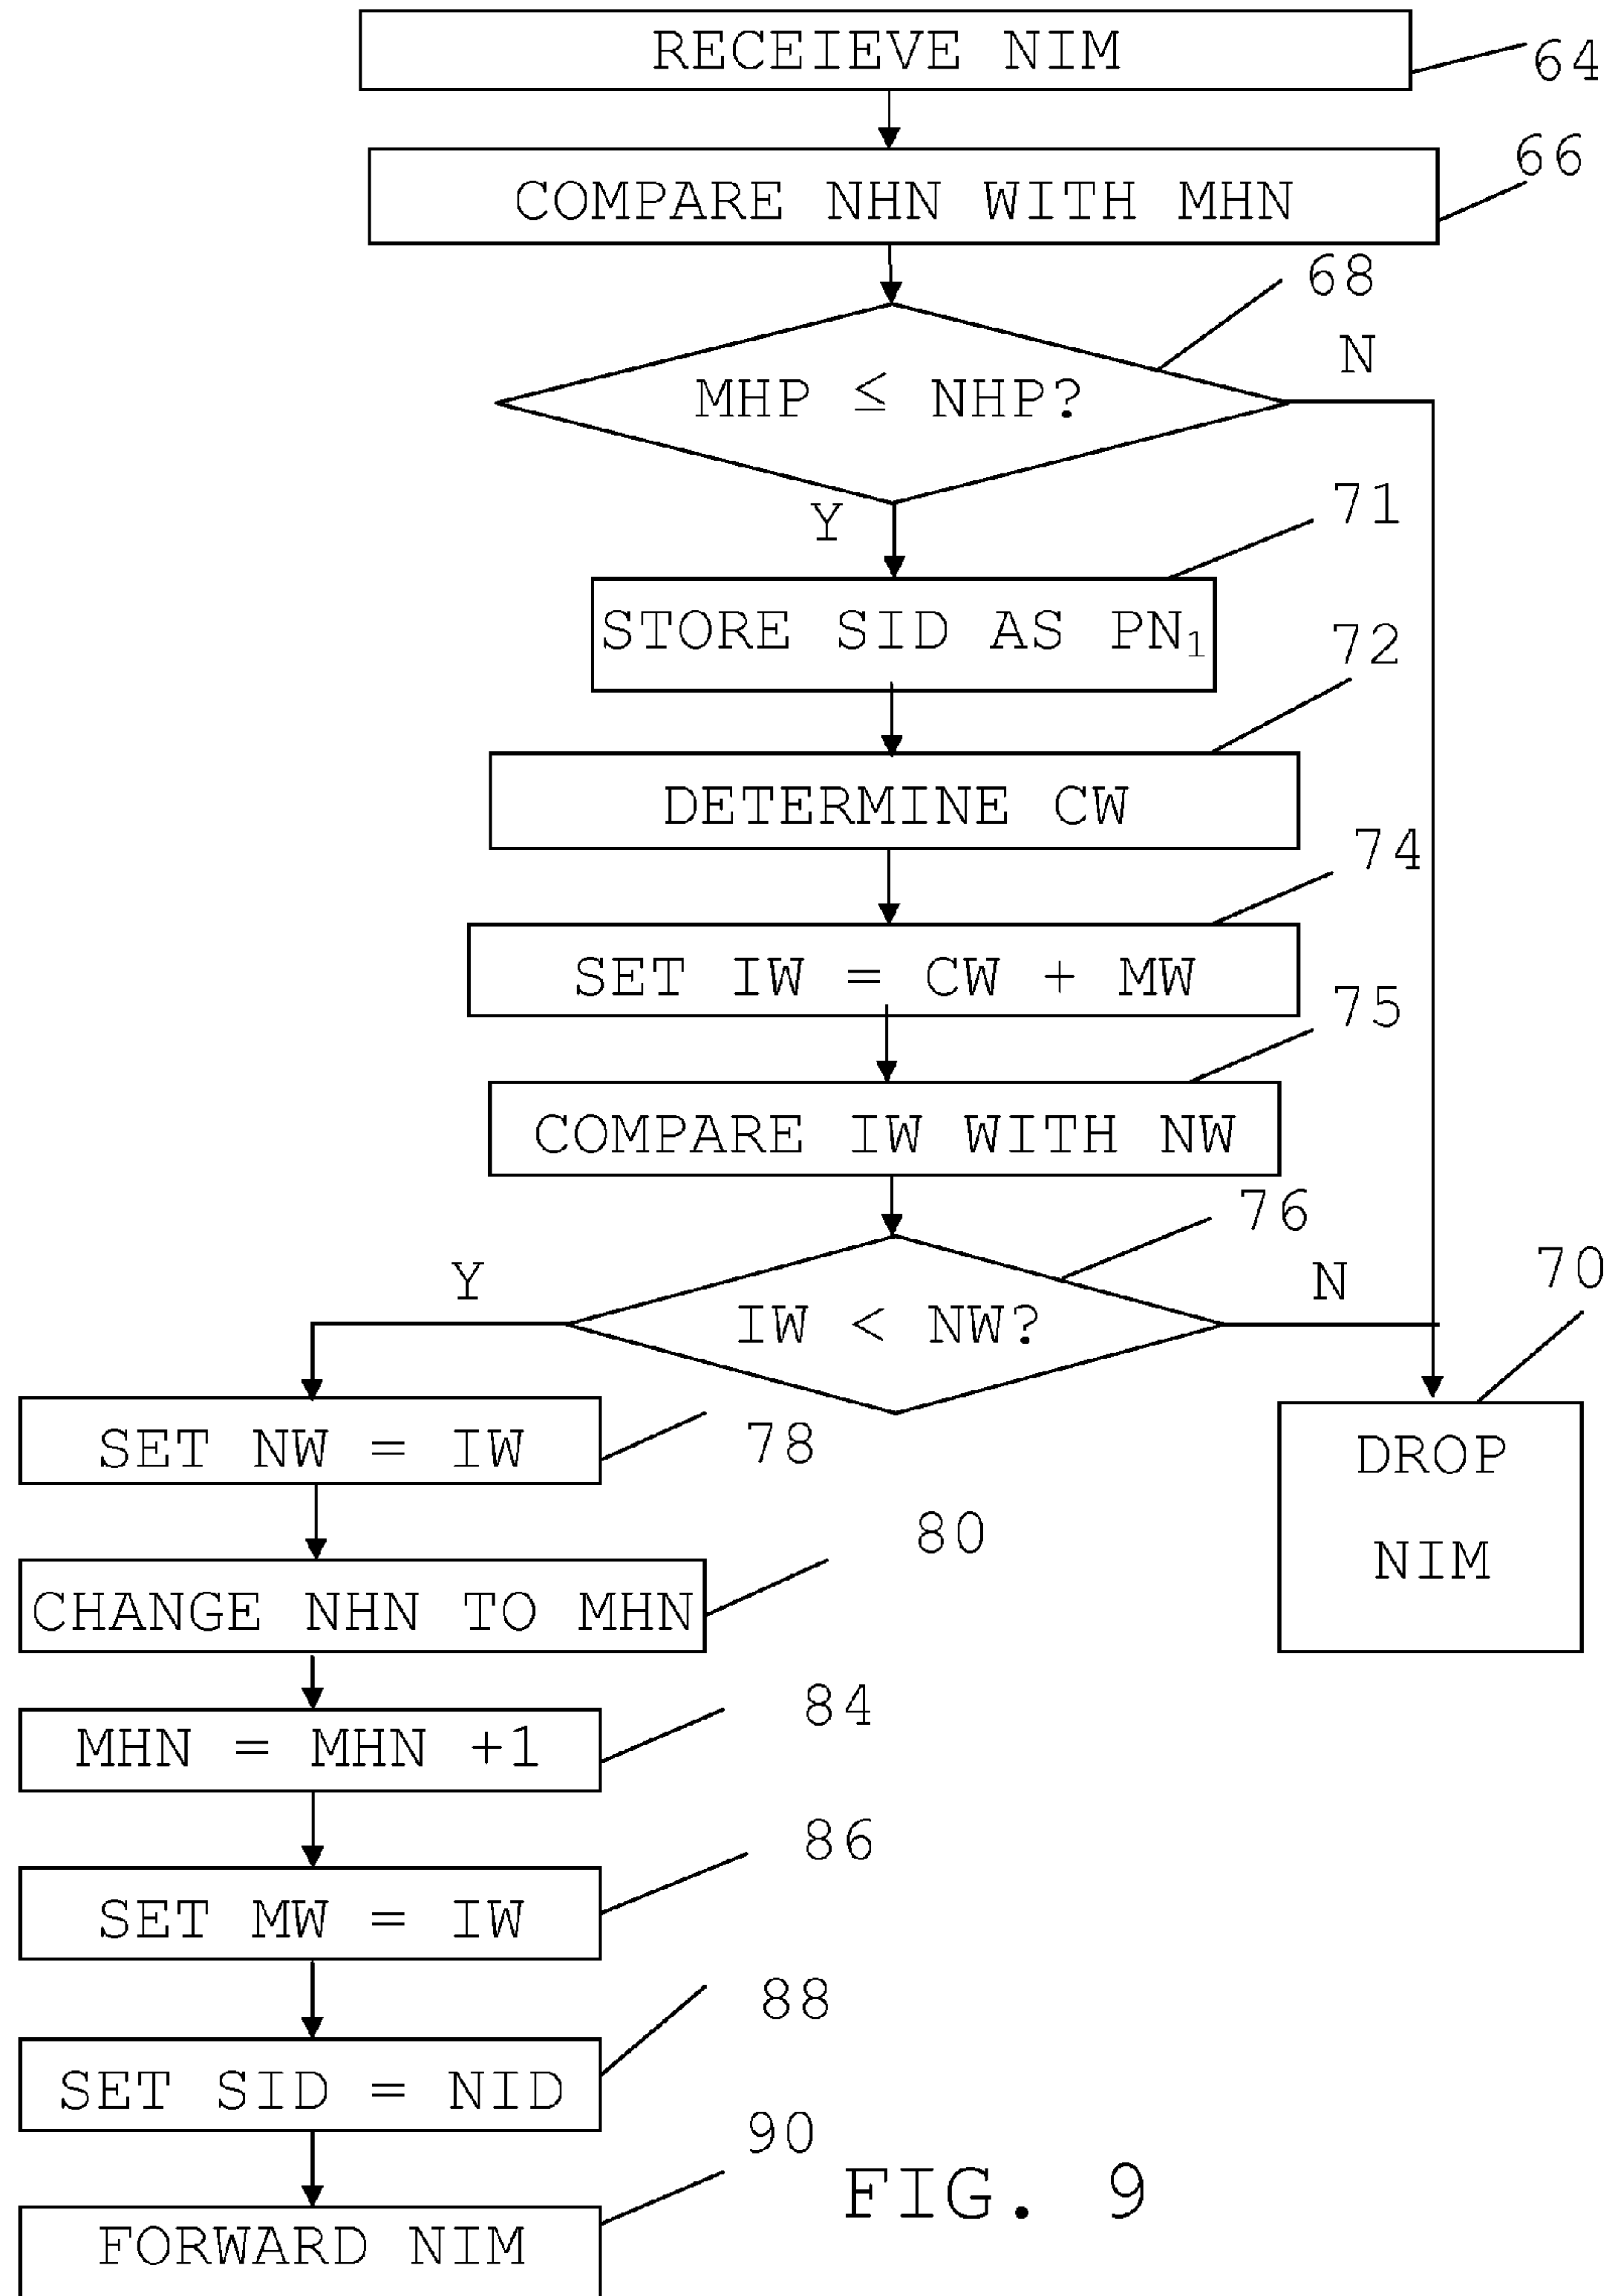 RECEIEVE NIM
64
COMPARE NHN WITH MHN
66
68
MHP ≤ NHP?
N
Y
71
STORE SID AS PN₁
72
DETERMINE CW
74
SET IW = CW + MW
75
COMPARE IW WITH NW
76
Y
IW < NW?
N
70
SET NW = IW
78
DROP
NIM
80
CHANGE NHN TO MHN
84
MHN = MHN +1
86
SET MW = IW
88
SET SID = NID
90
FORWARD NIM
FIG. 9